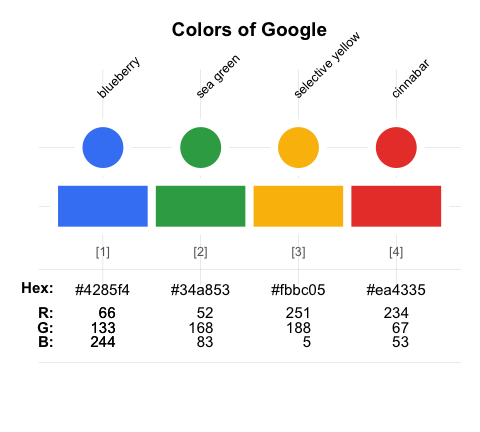 Colors of Google
blueberry sea green selective yellow cinnabar
[1] [2] [3] [4]
Hex: #4285f4 #34a853 #fbbc05 #ea4335
R: 66 52 251 234
G: 133 168 188 67
B: 244 83 5 53